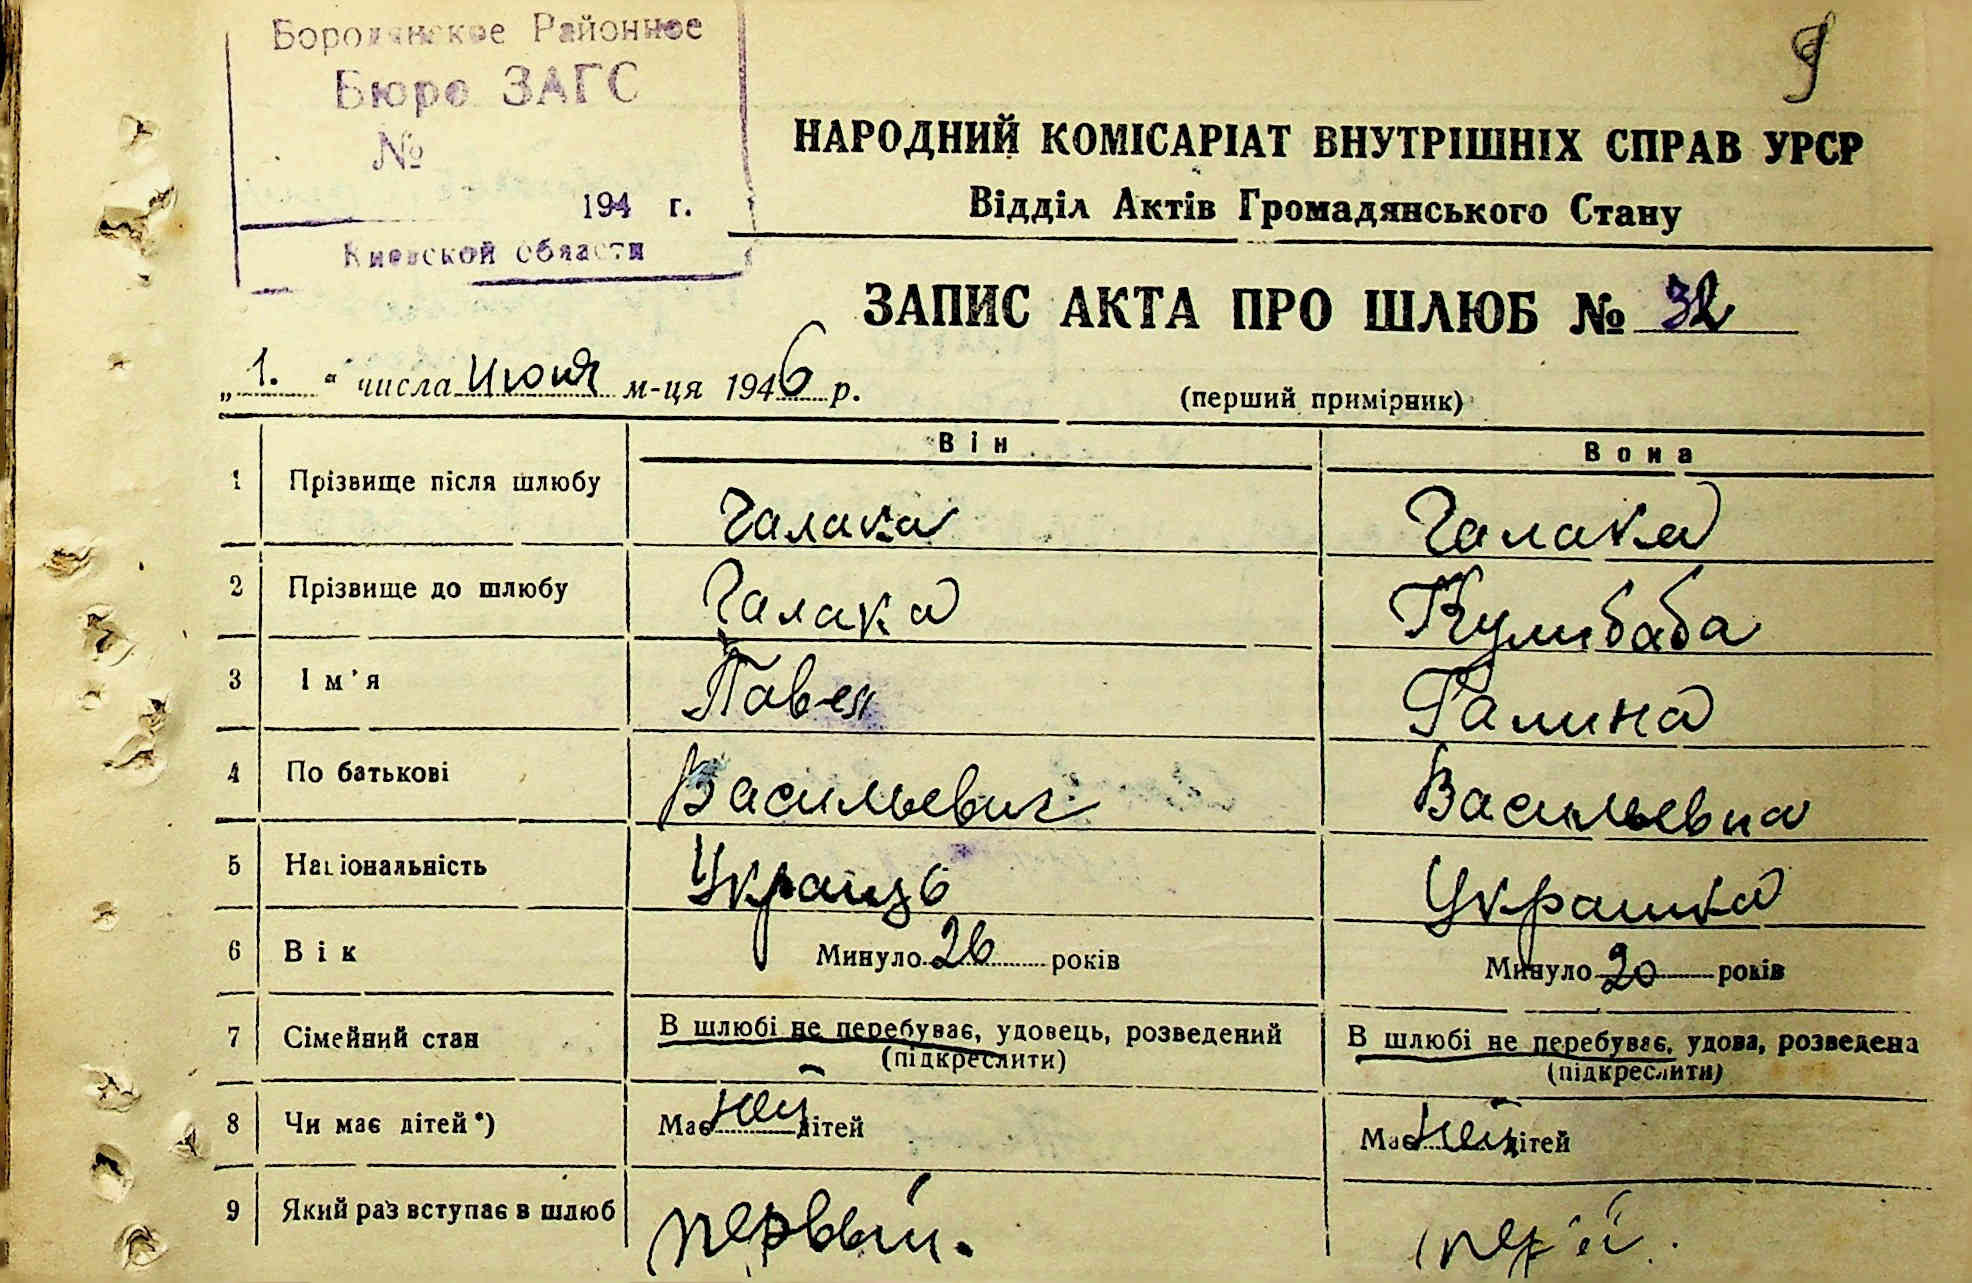 Бородянское Районное
Бюро ЗАГС
№
194 г.
Киевской области
9
НАРОДНИЙ КОМІСАРІАТ ВНУТРІШНІХ СПРАВ УРСР
Відділ Актів Громадянського Стану
ЗАПИС АКТА ПРО ШЛЮБ № 32
„1.“ числа июня м-ця 1946 р.
(перший примірник)
Він Вона
1 Прізвище після шлюбу Галака Галака
2 Прізвище до шлюбу Галака Кулибаба
3 Ім'я Павел Галина
4 По батькові Васильевич Васильевна
5 Національність Українць Українка
6 Вік Минуло 26 років Минуло 20 років
7 Сімейний стан В шлюбі не перебуває, удовець, розведений В шлюбі не перебуває, удова, розведена
(підкреслити) (підкреслити)
8 Чи має дітей*) Має дітей Має дітей
9 Який раз вступає в шлюб первый.